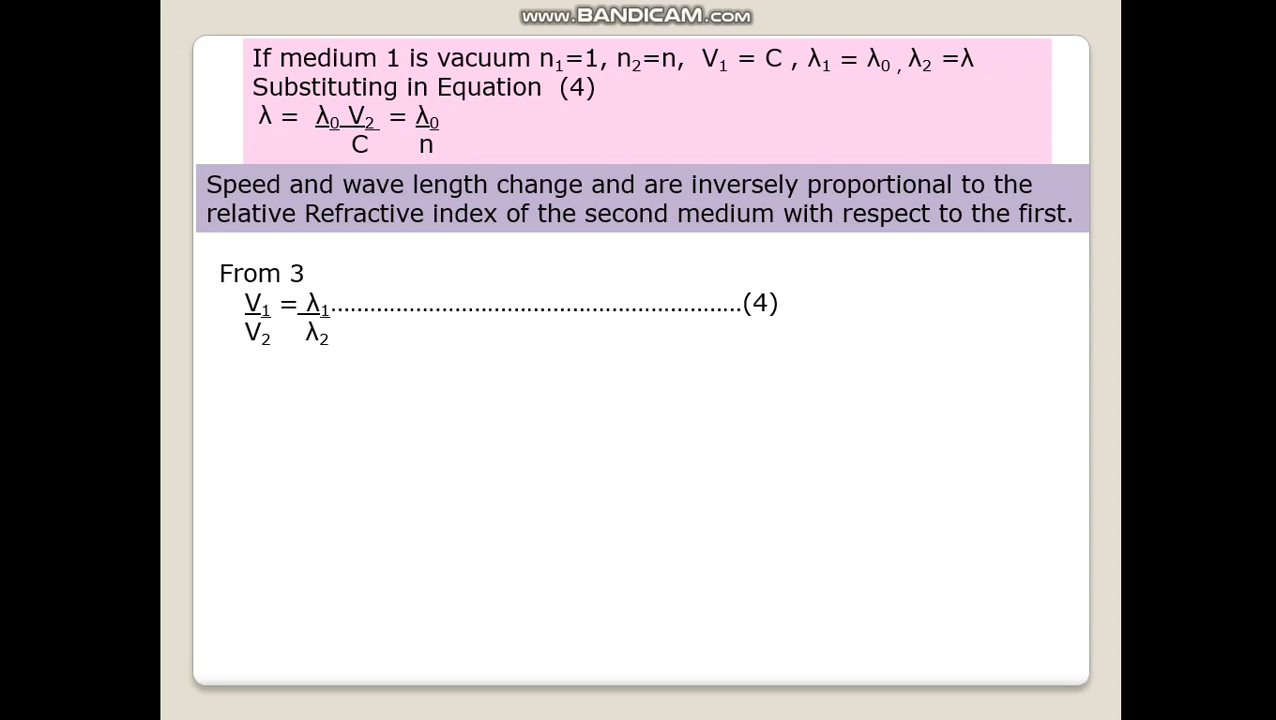 www.BANDICAM.com
If medium 1 is vacuum n₁=1, n₂=n, V₁ = C , λ₁ = λ₀ , λ₂ =λ
Substituting in Equation (4)
λ = λ₀ V₂ = λ₀
C n
Speed and wave length change and are inversely proportional to the
relative Refractive index of the second medium with respect to the first.
From 3
V₁ = λ₁..............................................................(4)
V₂ λ₂